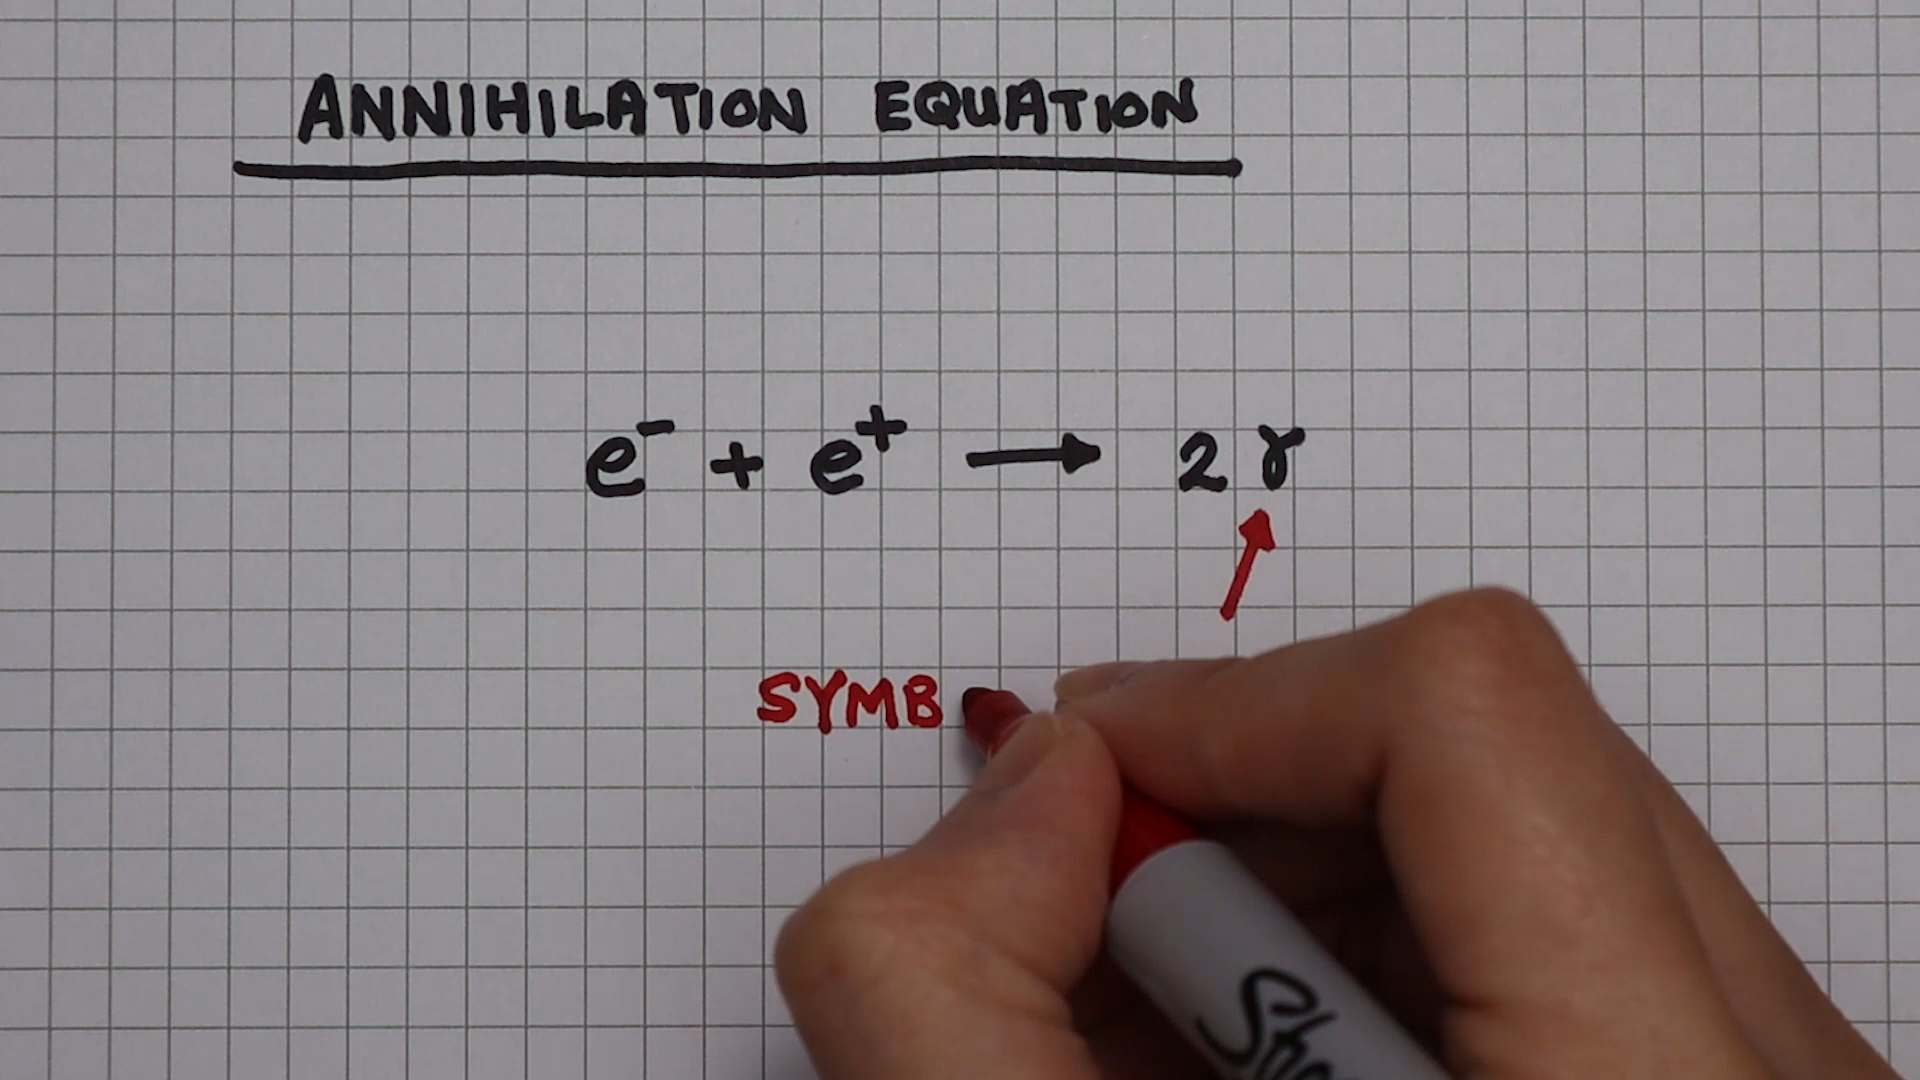 ANNIHILATION EQUATION
e⁻ + e⁺ → 2γ
SYMB